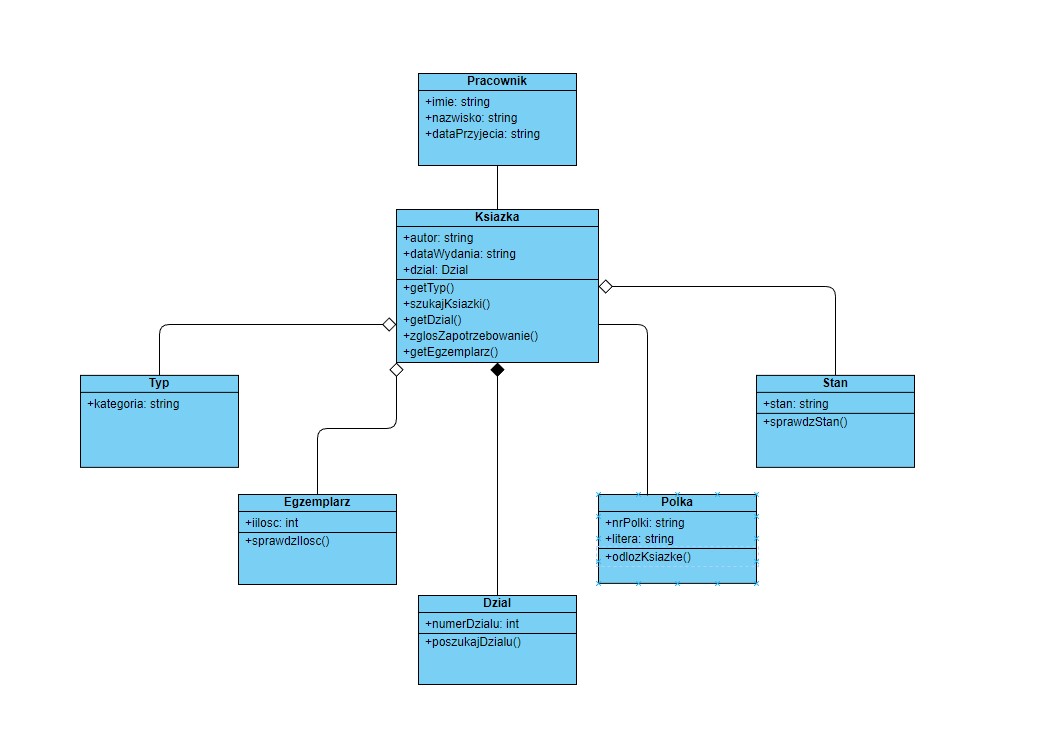 Pracownik
+imie: string
+nazwisko: string
+dataPrzyjecia: string
Ksiazka
+autor: string
+dataWydania: string
+dzial: Dzial
+getTyp()
+szukajKsiazki()
+getDzial()
+zglosZapotrzebowanie()
+getEgzemplarz()
Typ
+kategoria: string
Stan
+stan: string
+sprawdzStan()
Egzemplarz
+iilosc: int
+sprawdzIlosc()
Polka
+nrPolki: string
+litera: string
+odlozKsiazke()
Dzial
+numerDzialu: int
+poszukajDzialu()